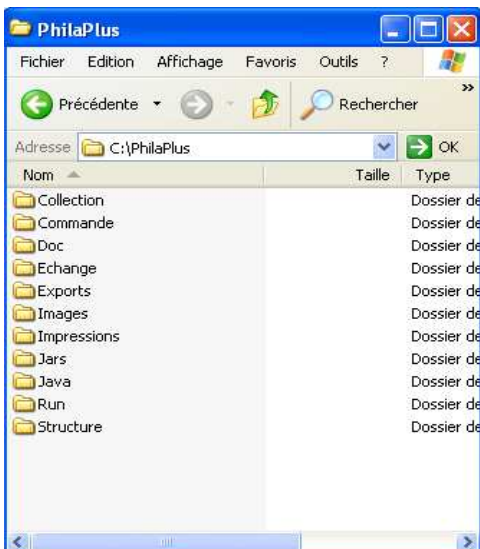 PhilaPlus
Fichier Edition Affichage Favoris Outils ?
Précédente Rechercher »
Adresse C:\PhilaPlus OK
Nom Taille Type
Collection Dossier de
Commande Dossier de
Doc Dossier de
Echange Dossier de
Exports Dossier de
Images Dossier de
Impressions Dossier de
Jars Dossier de
Java Dossier de
Run Dossier de
Structure Dossier de